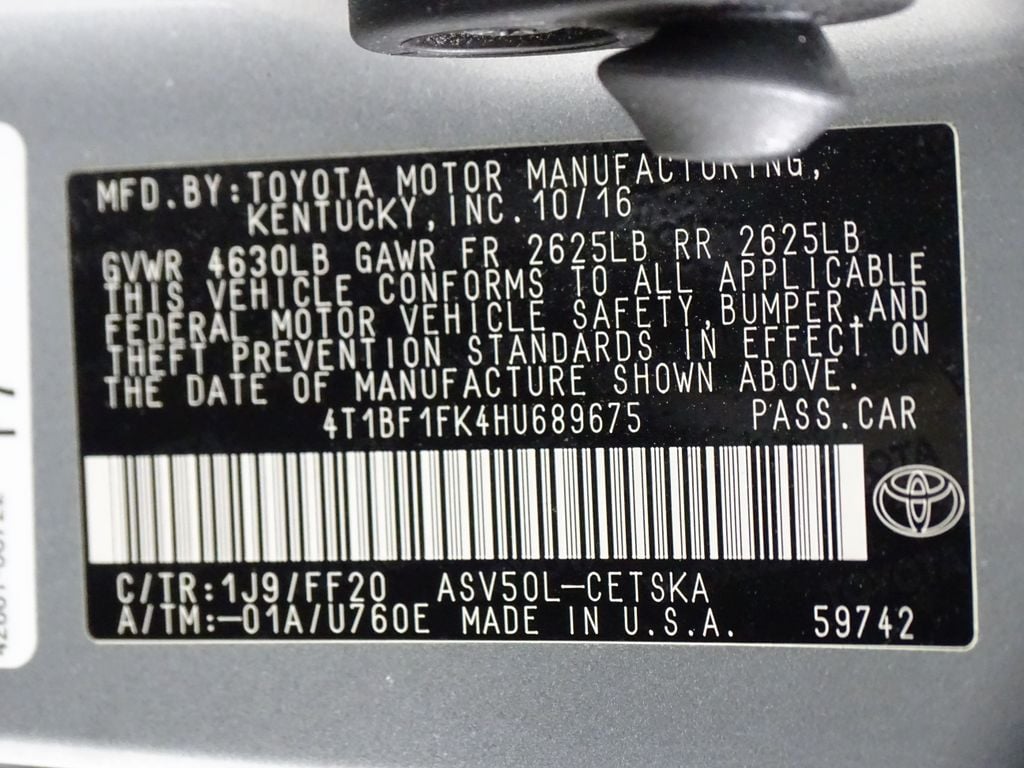 MFD.BY:TOYOTA MOTOR MANUFACTURING,
KENTUCKY,INC.10/16
GVWR 4630LB GAWR FR 2625LB RR 2625LB
THIS VEHICLE CONFORMS TO ALL APPLICABLE
FEDERAL MOTOR VEHICLE SAFETY,BUMPER,AND
THEFT PREVENTION STANDARDS IN EFFECT ON
THE DATE OF MANUFACTURE SHOWN ABOVE.
4T1BF1FK4HU689675 PASS.CAR
C/TR:1J9/FF20 ASV50L-CETSKA
A/TM:-01A/U760E MADE IN U.S.A. 59742